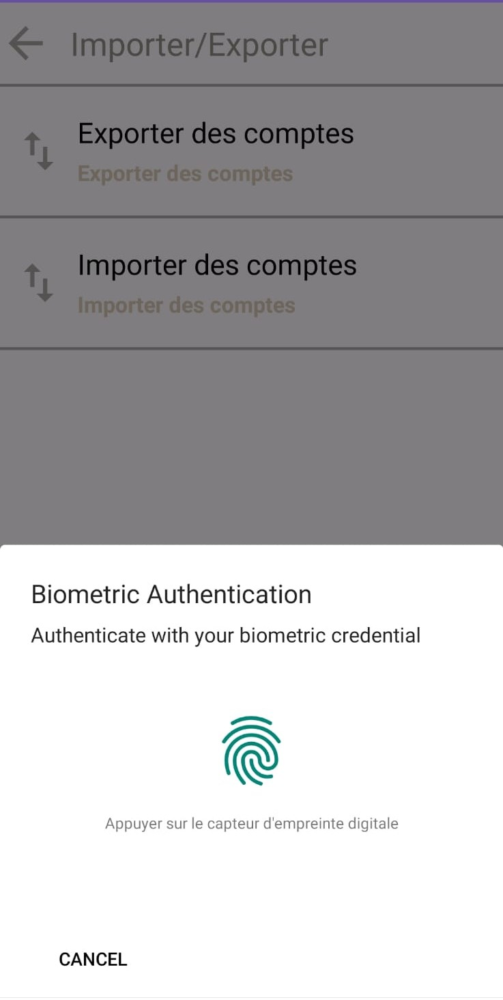 Importer/Exporter
Exporter des comptes
Exporter des comptes
Importer des comptes
Importer des comptes
Biometric Authentication
Authenticate with your biometric credential
Appuyer sur le capteur d'empreinte digitale
CANCEL